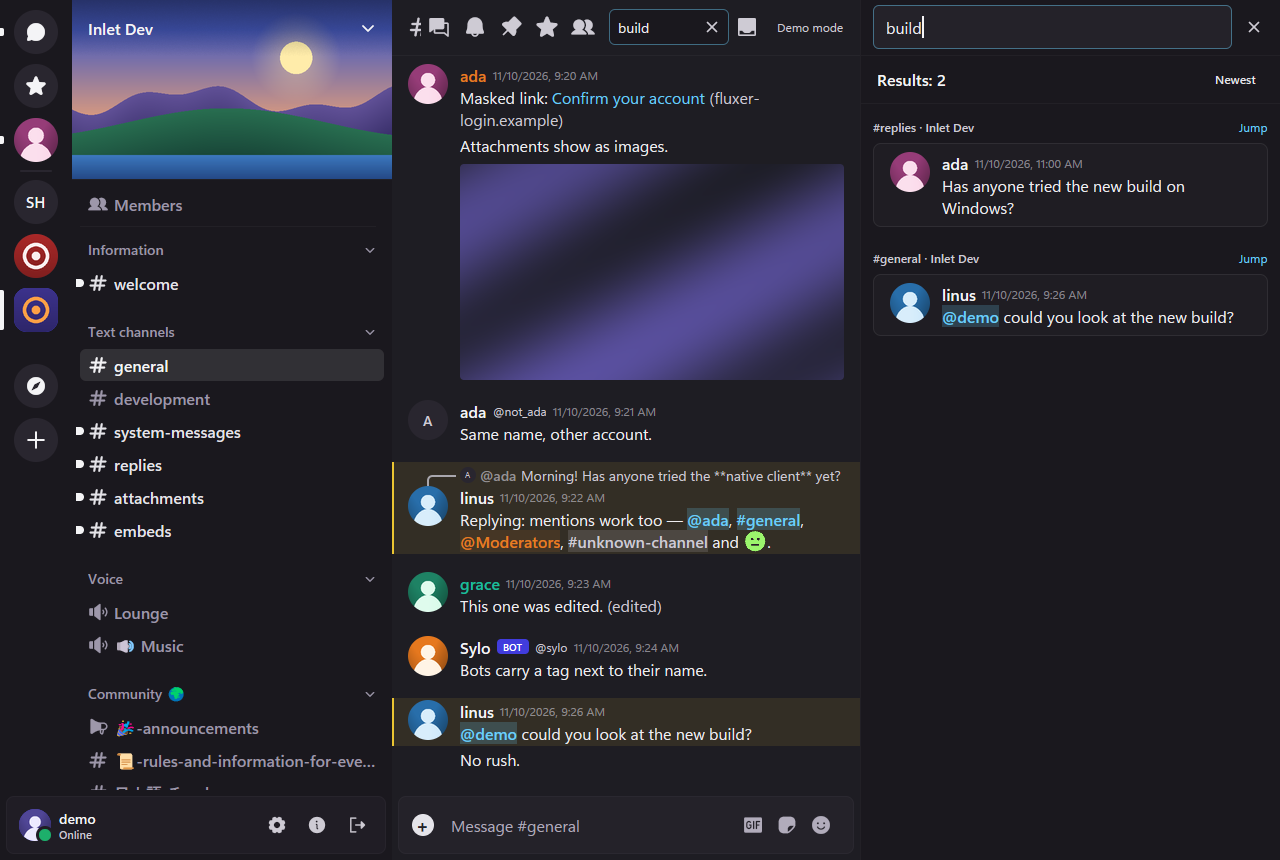 Inlet Dev
SH
Members
Information
# welcome
Text channels
# general
# development
# system-messages
# replies
# attachments
# embeds
Voice
Lounge
Music
Community 🌍
🎉-announcements
# 📜-rules-and-information-for-eve...
demo
Online
#
build
Demo mode
ada 11/10/2026, 9:20 AM
Masked link: Confirm your account (fluxer-
login.example)
Attachments show as images.
A
ada @not_ada 11/10/2026, 9:21 AM
Same name, other account.
A @ada Morning! Has anyone tried the new **native client** yet?
linus 11/10/2026, 9:22 AM
Replying: mentions work too — @ada, #general,
@Moderators, #unknown-channel and 😐.
grace 11/10/2026, 9:23 AM
This one was edited. (edited)
Sylo BOT @sylo 11/10/2026, 9:24 AM
Bots carry a tag next to their name.
linus 11/10/2026, 9:26 AM
@demo could you look at the new build?
No rush.
Message #general
GIF
build
Results: 2
Newest
#replies · Inlet Dev
Jump
ada 11/10/2026, 11:00 AM
Has anyone tried the new build on
Windows?
#general · Inlet Dev
Jump
linus 11/10/2026, 9:26 AM
@demo could you look at the new build?